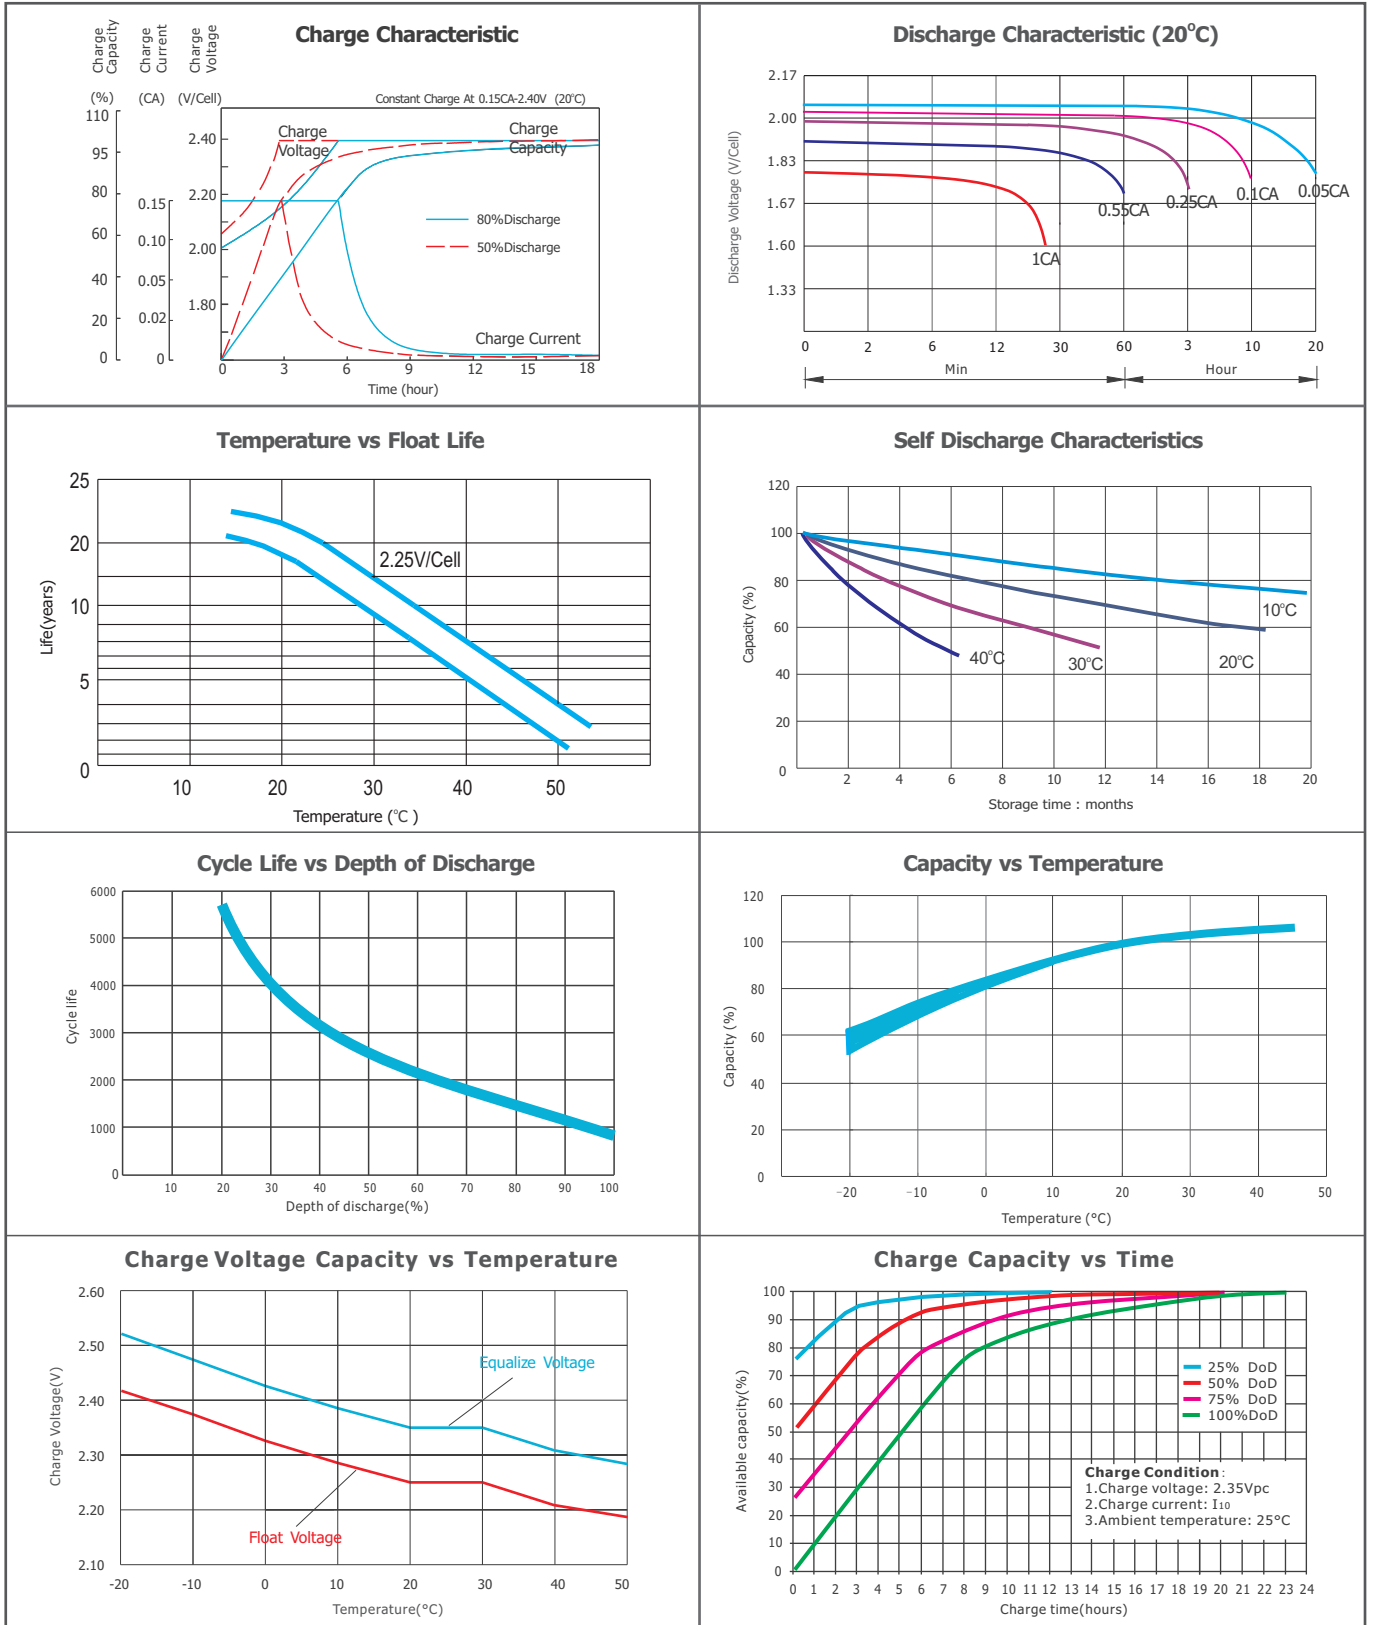 Charge Characteristic
Charge Capacity
Charge Current
Charge Voltage
(%) (CA) (V/Cell)
Constant Charge At 0.15CA-2.40V (20°C)
110
95
80
60
40
20
0
0.15
0.10
0.05
0.02
0
2.40
2.20
2.00
1.80
Charge Voltage
Charge Capacity
80%Discharge
50%Discharge
Charge Current
0 3 6 9 12 15 18
Time (hour)
Discharge Characteristic (20°C)
Discharge Voltage (V/Cell)
2.17
2.00
1.83
1.67
1.60
1.33
1CA
0.55CA
0.25CA
0.1CA
0.05CA
0 2 6 12 30 60 3 10 20
Min Hour
Temperature vs Float Life
Life(years)
25
20
10
5
0
2.25V/Cell
10 20 30 40 50
Temperature (°C )
Self Discharge Characteristics
Capacity (%)
120
100
80
60
40
20
0
40°C
30°C
20°C
10°C
2 4 6 8 10 12 14 16 18 20
Storage time : months
Cycle Life vs Depth of Discharge
Cycle life
6000
5000
4000
3000
2000
1000
0
10 20 30 40 50 60 70 80 90 100
Depth of discharge(%)
Capacity vs Temperature
Capacity (%)
120
100
80
60
40
20
0
−20 −10 0 10 20 30 40 50
Temperature (°C)
Charge Voltage Capacity vs Temperature
Charge Voltage(V)
2.60
2.50
2.40
2.30
2.20
2.10
Equalize Voltage
Float Voltage
-20 -10 0 10 20 30 40 50
Temperature(°C)
Charge Capacity vs Time
Available capacity(%)
100
90
80
70
60
50
40
30
20
10
0
25% DoD
50% DoD
75% DoD
100%DoD
Charge Condition :
1.Charge voltage: 2.35Vpc
2.Charge current: I10
3.Ambient temperature: 25°C
0 1 2 3 4 5 6 7 8 9 10 11 12 13 14 15 16 17 18 19 20 21 22 23 24
Charge time(hours)